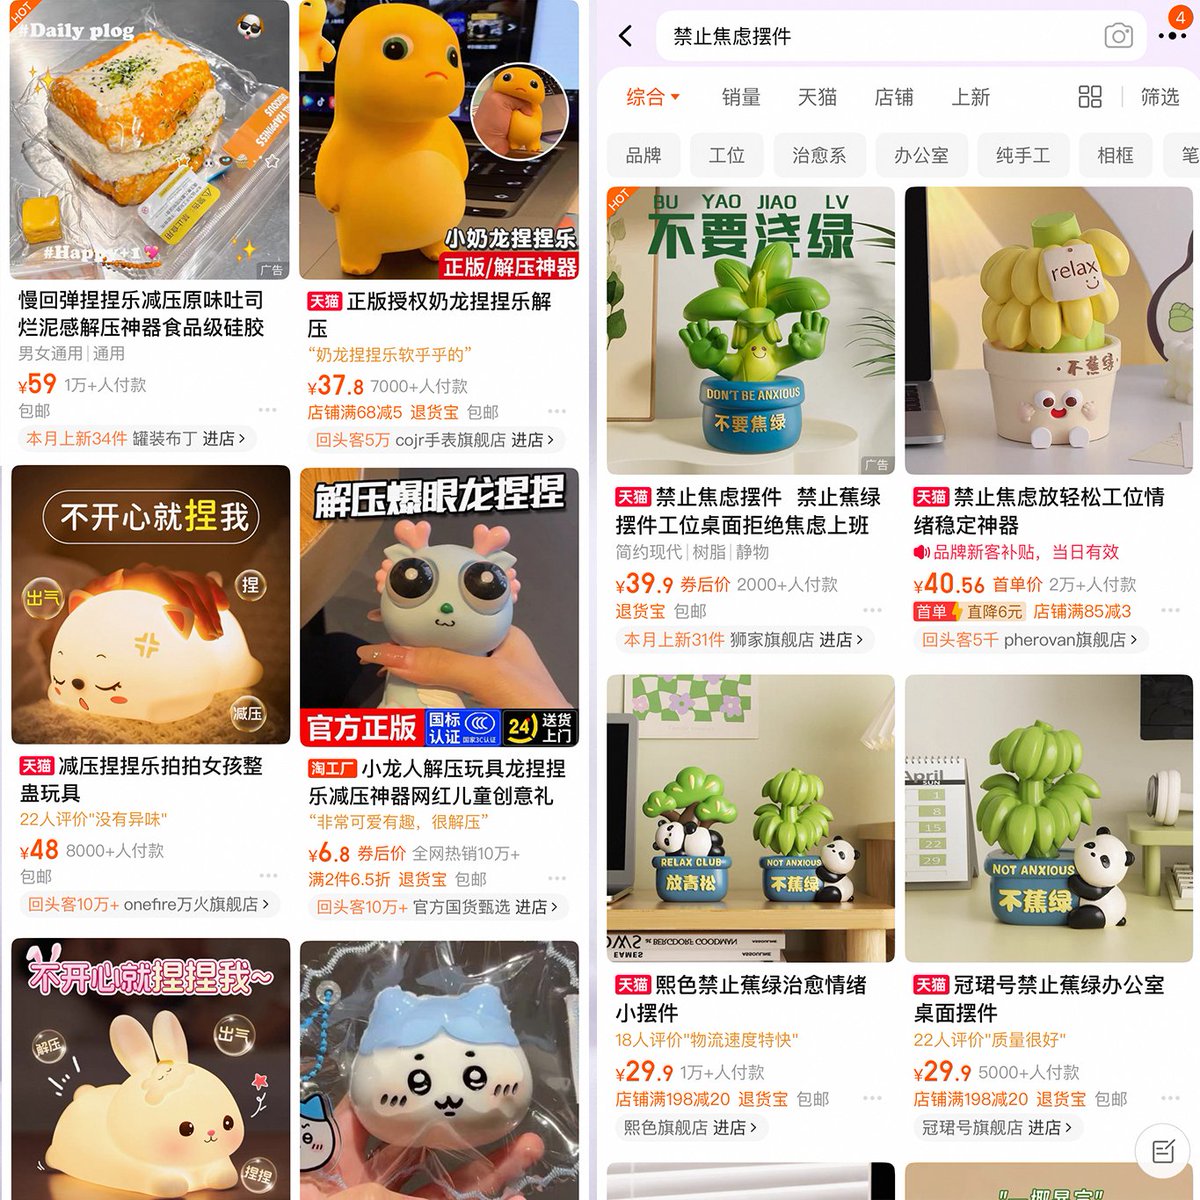 HOT
#Daily plog
HAPPINESS
#Happy+1
广告
慢回弹捏捏乐减压原味吐司
烂泥感解压神器食品级硅胶
男女通用|通用
¥59 1万+人付款
包邮
本月上新34件 罐装布丁 进店>
小奶龙捏捏乐
正版/解压神器
天猫 正版授权奶龙捏捏乐解
压
“奶龙捏捏乐软乎乎的”
¥37.8 7000+人付款
店铺满68减5 退货宝 包邮
回头客5万 cojr手表旗舰店 进店>
不开心就捏我
出气
捏
减压
天猫 减压捏捏乐拍拍女孩整
蛊玩具
22人评价"没有异味"
¥48 8000+人付款
包邮
回头客10万+ onefire万火旗舰店>
解压爆眼龙捏捏
官方正版
国标
认证
国家3C认证
24)
送货
上门
淘工厂 小龙人解压玩具龙捏捏
乐减压神器网红儿童创意礼
“非常可爱有趣，很解压”
¥6.8 券后价 全网热销10万+
满2件6.5折 退货宝 包邮
回头客10万+ 官方国货甄选 进店>
不开心就捏捏我~
解压
出气
捏捏
禁止焦虑摆件
4
综合 销量 天猫 店铺 上新 筛选
品牌 工位 治愈系 办公室 纯手工 相框 笔
HOT
BU YAO JIAO LV
不要浇绿
DON'T BE ANXIOUS
不要焦绿
广告
天猫 禁止焦虑摆件 禁止蕉绿
摆件工位桌面拒绝焦虑上班
简约现代|树脂|静物
¥39.9 券后价 2000+人付款
退货宝 包邮
本月上新31件 狮家旗舰店 进店>
relax
·不蕉绿·
天猫 禁止焦虑放轻松工位情
绪稳定神器
品牌新客补贴，当日有效
¥40.56 首单价 2万+人付款
首单 直降6元 店铺满85减3
回头客5千 pherovan旗舰店>
RELAX CLUB
放青松
NOT ANXIOUS
不蕉绿
BERGDORF GOODMAN
ASSOULINE
EAMES
ASSOULINE
天猫 熙色禁止蕉绿治愈情绪
小摆件
18人评价"物流速度特快"
¥29.9 1万+人付款
店铺满198减20 退货宝 包邮
熙色旗舰店 进店>
April
SUN
1
8
15
22
29
NOT ANXIOUS
不蕉绿
天猫 冠珺号禁止蕉绿办公室
桌面摆件
22人评价"质量很好"
¥29.9 5000+人付款
店铺满198减20 退货宝 包邮
冠珺号旗舰店 进店>